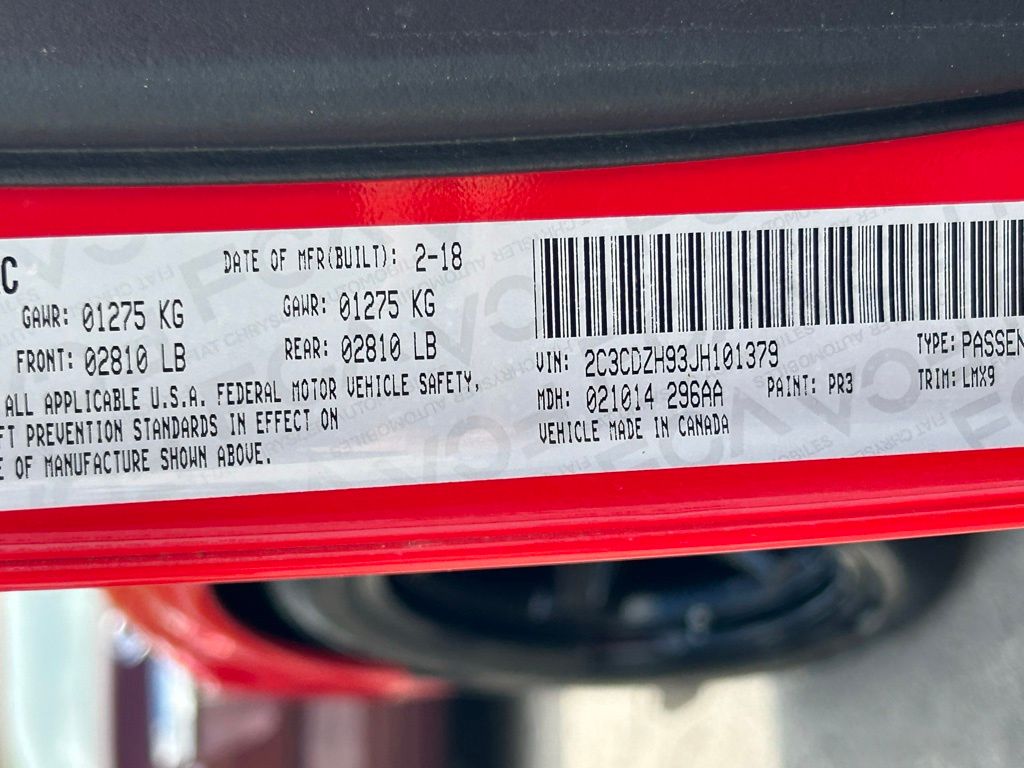 C
DATE OF MFR(BUILT): 2-18
GAWR: 01275 KG GAWR: 01275 KG
FRONT: 02810 LB REAR: 02810 LB
ALL APPLICABLE U.S.A. FEDERAL MOTOR VEHICLE SAFETY,
FT PREVENTION STANDARDS IN EFFECT ON
E OF MANUFACTURE SHOWN ABOVE.
VIN: 2C3CDZH93JH101379 TYPE: PASSEN
MDH: 021014 296AA PAINT: PR3 TRIM: LMX9
VEHICLE MADE IN CANADA